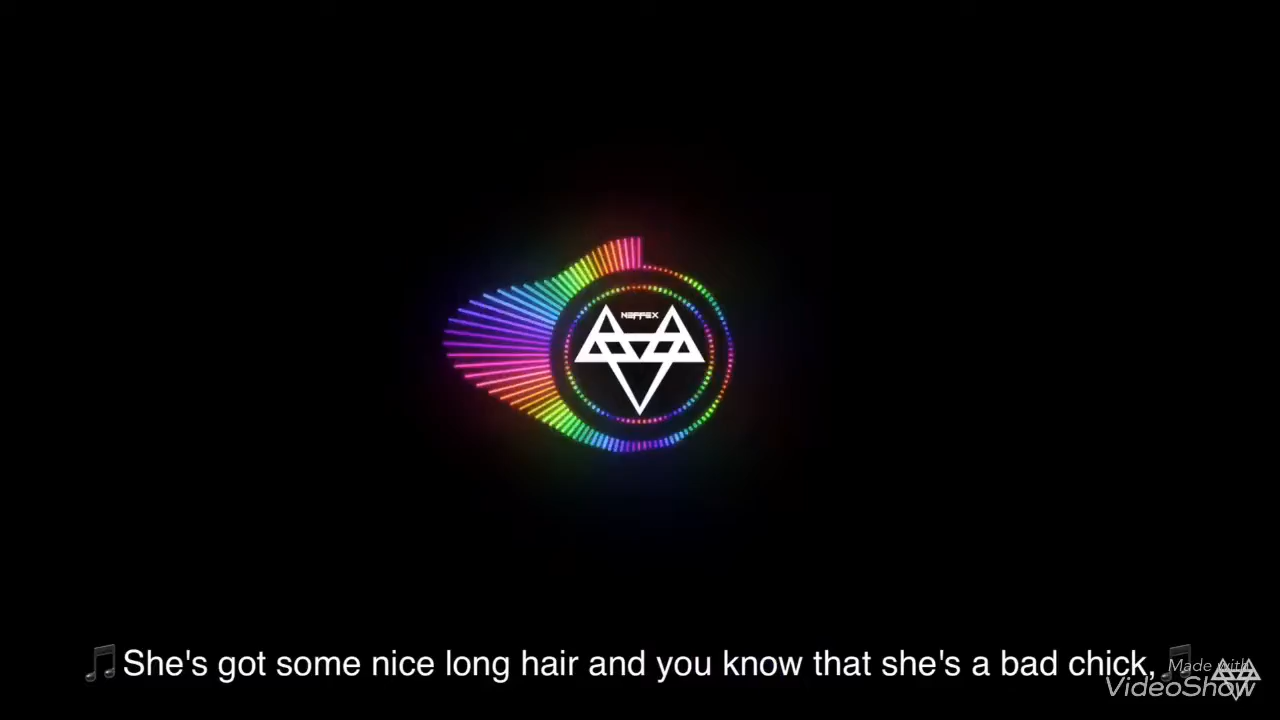 NEFFEX
🎵She's got some nice long hair and you know that she's a bad chick,🎵
Made with
VideoShow